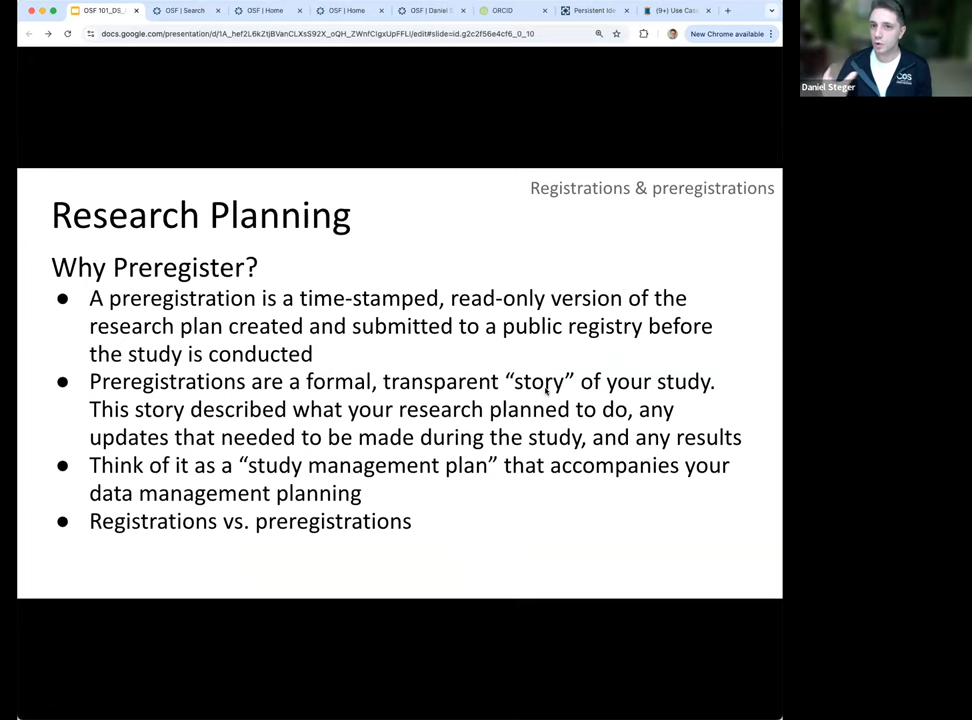 OSF 101_DS_
OSF | Search
OSF | Home
OSF | Home
OSF | Daniel S
ORCID
Persistent Ide
(9+) Use Case
docs.google.com/presentation/d/1A_hef2L6kZtjBVanCLXsS92X_oQH_ZWnfCIgxUpFFLI/edit#slide=id.g2c2f56e4cf6_0_10
New Chrome available
COS
Daniel Steger
Registrations & preregistrations
Research Planning
Why Preregister?
● A preregistration is a time-stamped, read-only version of the
research plan created and submitted to a public registry before
the study is conducted
● Preregistrations are a formal, transparent “story” of your study.
This story described what your research planned to do, any
updates that needed to be made during the study, and any results
● Think of it as a “study management plan” that accompanies your
data management planning
● Registrations vs. preregistrations